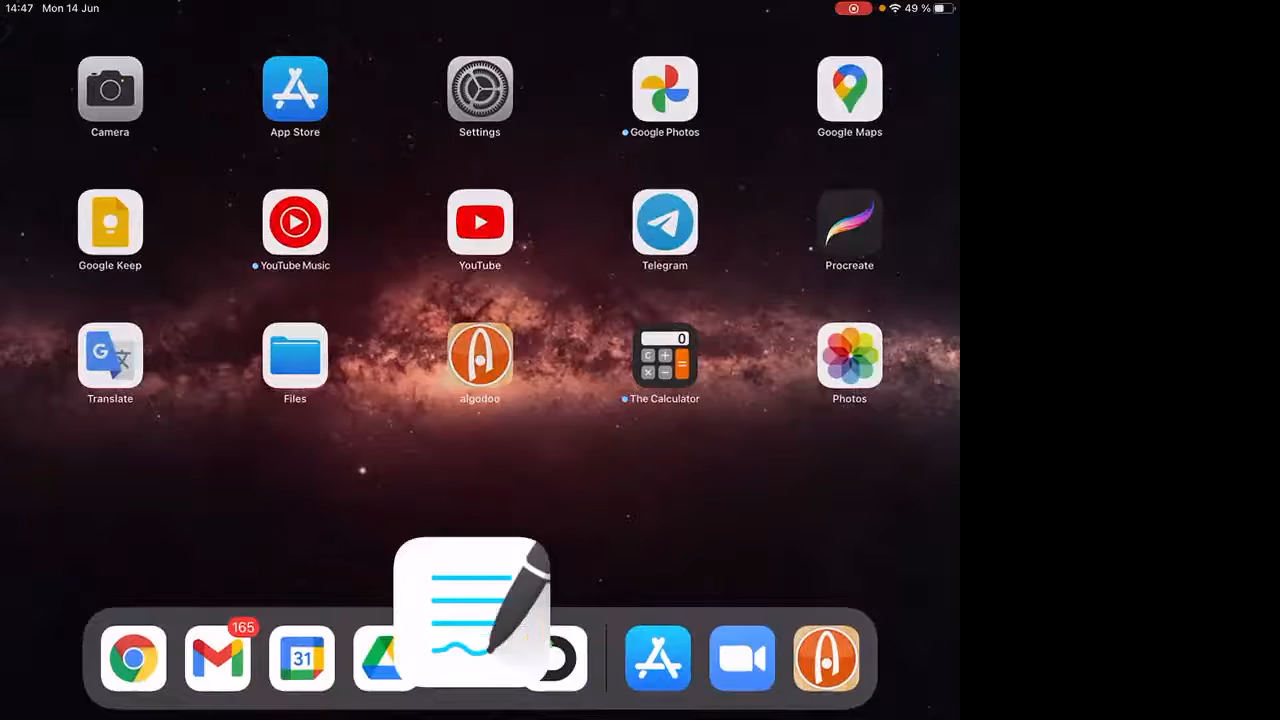 14:47 Mon 14 Jun 49 %
Camera App Store Settings Google Photos Google Maps
Google Keep YouTube Music YouTube Telegram Procreate
0
C + = × −
Translate Files algodoo The Calculator Photos
165
31